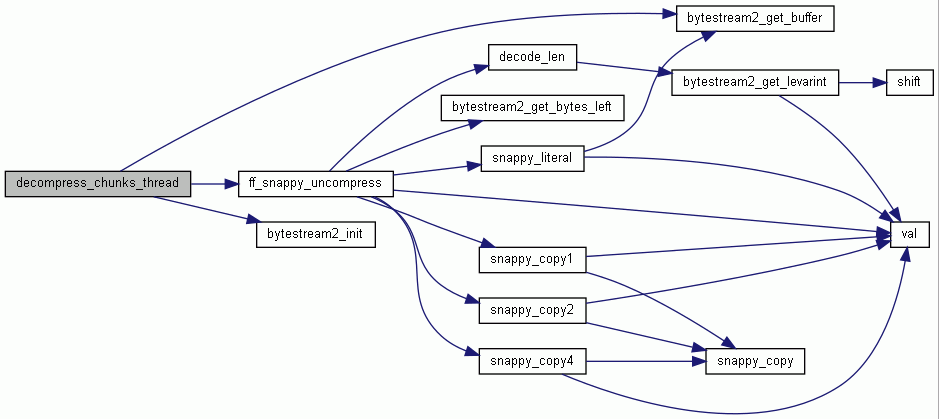 bytestream2_get_buffer
decode_len
bytestream2_get_levarint
shift
bytestream2_get_bytes_left
snappy_literal
decompress_chunks_thread
ff_snappy_uncompress
bytestream2_init
val
snappy_copy1
snappy_copy2
snappy_copy4
snappy_copy